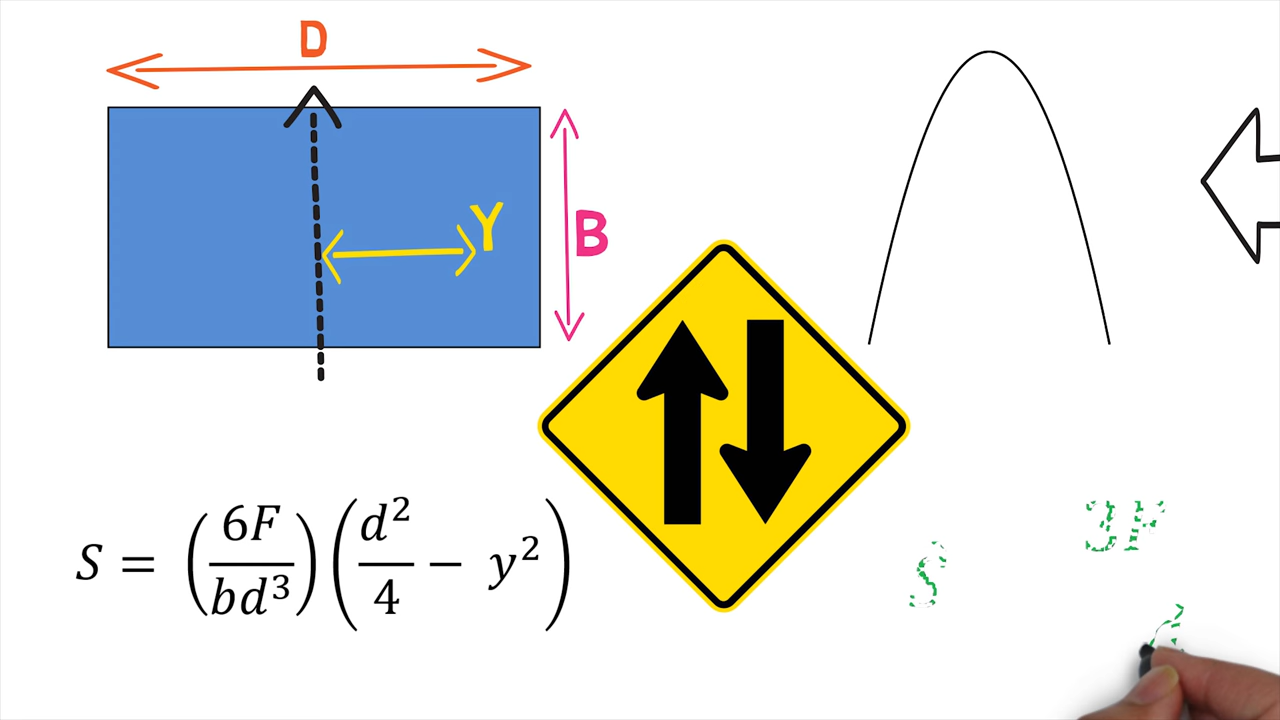 D
Y
B
S = (6F/bd³)(d²/4 − y²)
S
3F